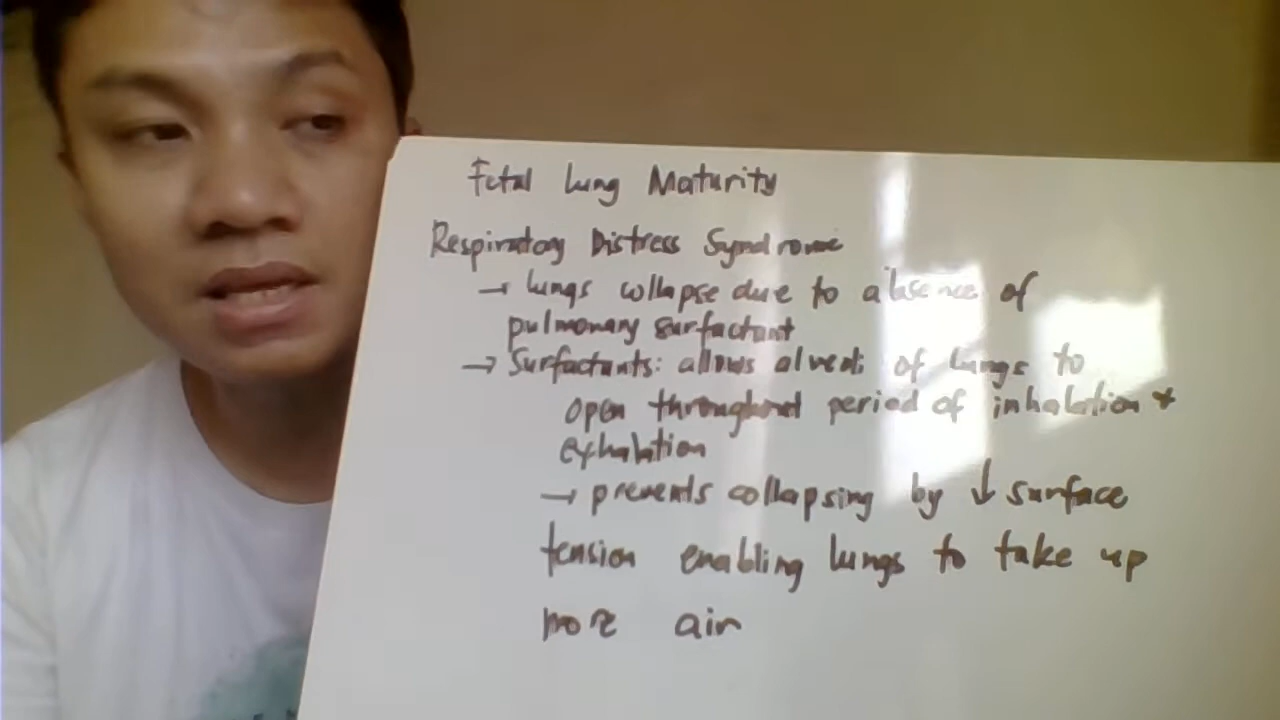 Fetal Lung Maturity
Respiratory Distress Syndrome
→ lungs collapse due to absence of
pulmonary surfactant
→ Surfactants: allows alveoli of lungs to
open throughout period of inhalation +
exhalation
→ prevents collapsing by ↓ surface
tension enabling lungs to take up
more air